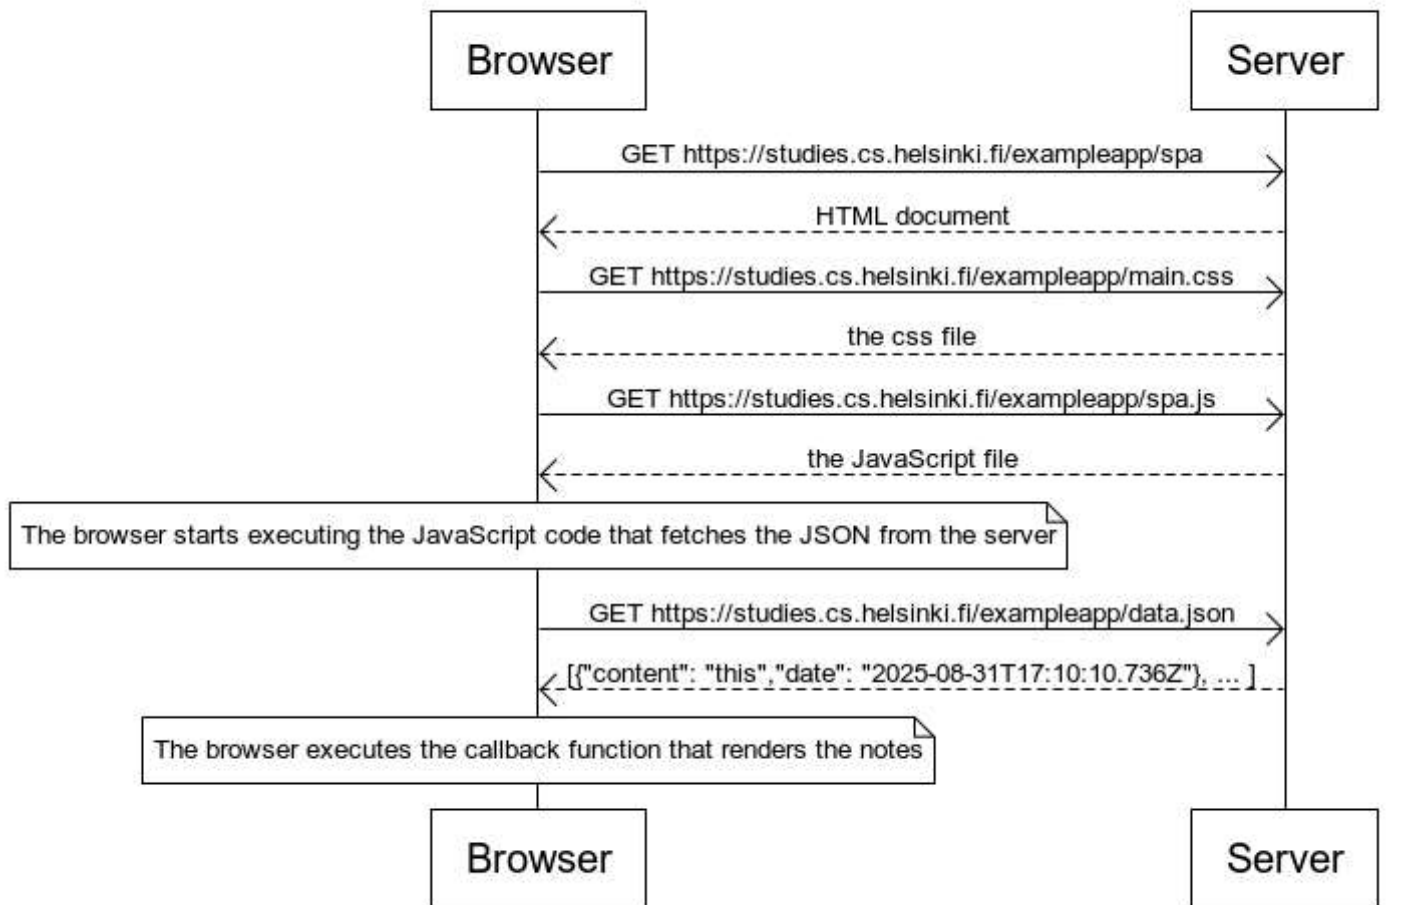 Browser
Server
GET https://studies.cs.helsinki.fi/exampleapp/spa
HTML document
GET https://studies.cs.helsinki.fi/exampleapp/main.css
the css file
GET https://studies.cs.helsinki.fi/exampleapp/spa.js
the JavaScript file
The browser starts executing the JavaScript code that fetches the JSON from the server
GET https://studies.cs.helsinki.fi/exampleapp/data.json
[{"content": "this","date": "2025-08-31T17:10:10.736Z"}, ... ]
The browser executes the callback function that renders the notes
Browser
Server